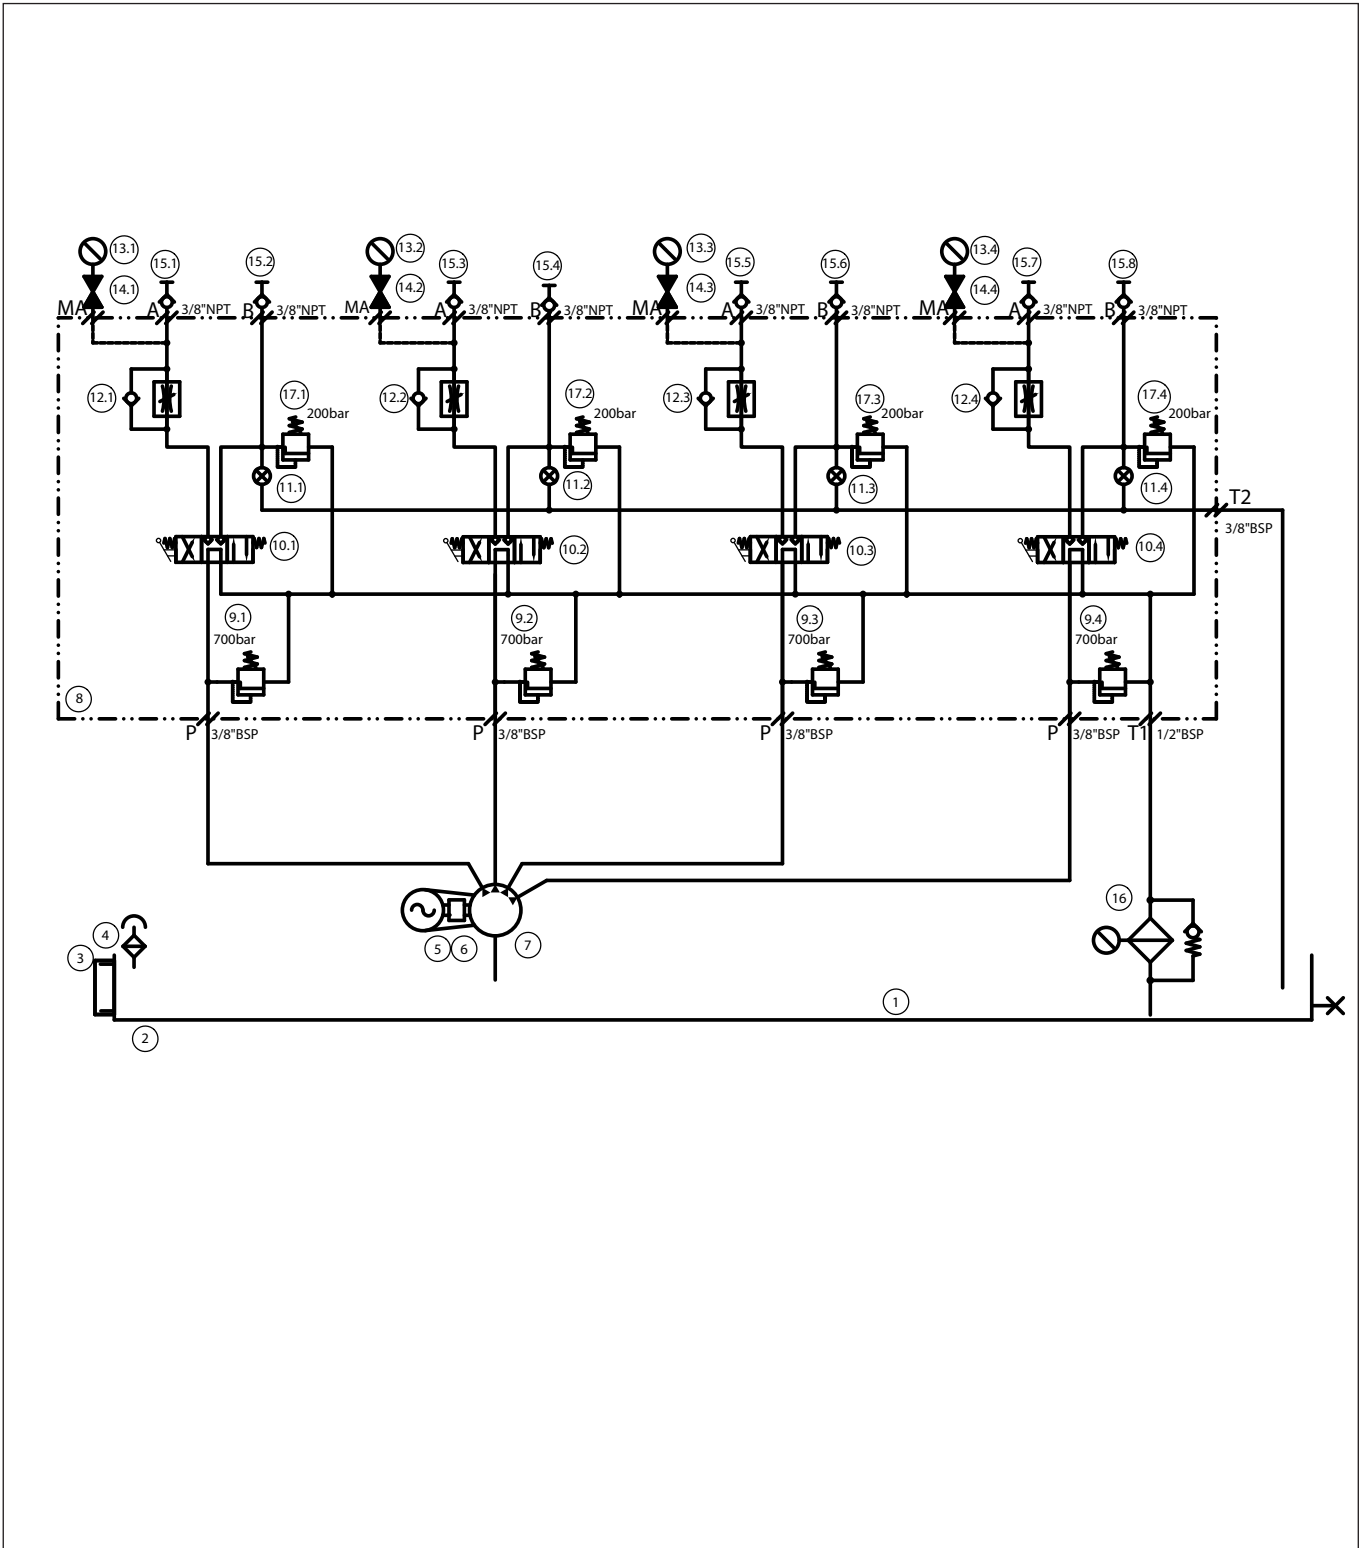 13.1 13.2 13.3 13.4
15.1 15.2 15.3 15.4 15.5 15.6 15.7 15.8
14.1 14.2 14.3 14.4
MA A 3/8"NPT B 3/8"NPT MA A 3/8"NPT B 3/8"NPT MA A 3/8"NPT B 3/8"NPT MA A 3/8"NPT B 3/8"NPT
12.1 17.1 12.2 17.2 12.3 17.3 12.4 17.4
200bar 200bar 200bar 200bar
11.1 11.2 11.3 11.4
T2
3/8"BSP
10.1 10.2 10.3 10.4
9.1 9.2 9.3 9.4
700bar 700bar 700bar 700bar
8
P 3/8"BSP P 3/8"BSP P 3/8"BSP P 3/8"BSP T1 1/2"BSP
16
4
5 6 7
3
1
2